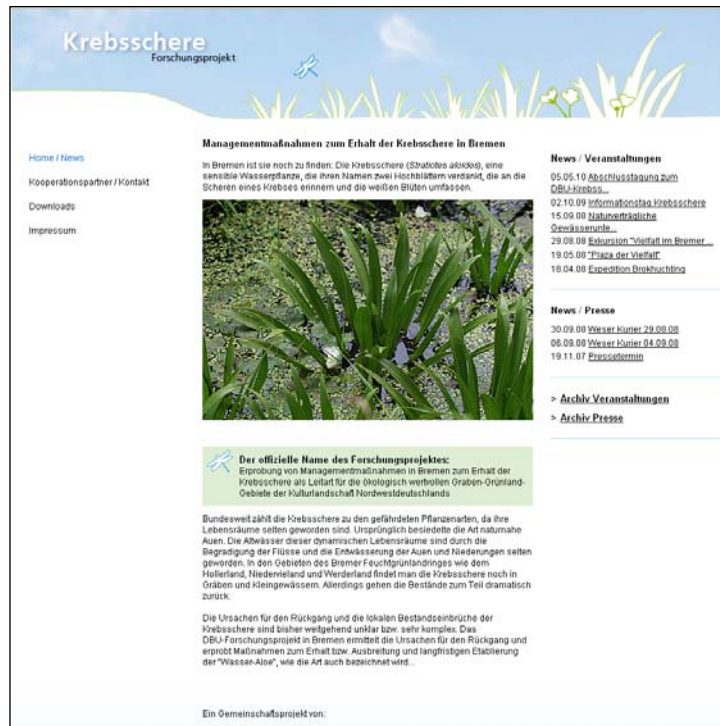 Krebsschere
Forschungsprojekt
Home / News
Kooperationspartner / Kontakt
Downloads
Impressum
Managementmaßnahmen zum Erhalt der Krebsschere in Bremen
In Bremen ist sie noch zu finden: Die Krebsschere (Stratiotes aloides), eine
sensible Wasserpflanze, die ihren Namen zwei Hochblättern verdankt, die an die
Scheren eines Krebses erinnern und die weißen Blüten umfassen.
Der offizielle Name des Forschungsprojektes:
Erprobung von Managementmaßnahmen in Bremen zum Erhalt der
Krebsschere als Leitart für die ökologisch wertvollen Graben-Grünland-
Gebiete der Kulturlandschaft Nordwestdeutschlands
Bundesweit zählt die Krebsschere zu den gefährdeten Pflanzenarten, da ihre
Lebensräume selten geworden sind. Ursprünglich besiedelte die Art naturnahe
Auen. Die Altwässer dieser dynamischen Lebensräume sind durch die
Begradigung der Flüsse und die Entwässerung der Auen und Niederungen selten
geworden. In den Gebieten des Bremer Feuchtgrünlandringes wie dem
Hollerland, Niedervieland und Werderland findet man die Krebsschere noch in
Gräben und Kleingewässern. Allerdings gehen die Bestände zum Teil dramatisch
zurück.
Die Ursachen für den Rückgang und die lokalen Bestandseinbrüche der
Krebsschere sind bisher weitgehend unklar bzw. sehr komplex. Das
DBU-Forschungsprojekt in Bremen ermittelt die Ursachen für den Rückgang und
erprobt Maßnahmen zum Erhalt bzw. Ausbreitung und langfristigen Etablierung
der "Wasser-Aloe", wie die Art auch bezeichnet wird...
Ein Gemeinschaftsprojekt von:
News / Veranstaltungen
05.05.10 Abschlusstagung zum
DBU-Krebss...
02.10.09 Informationstag Krebsschere
15.09.08 Naturverträgliche
Gewässerunte...
29.08.08 Exkursion "Vielfalt im Bremer ...
19.05.08 "Plaza der Vielfalt"
18.04.08 Expedition Brokhuchting
News / Presse
30.09.08 Weser Kurier 29.08.08
06.09.08 Weser Kurier 04.09.08
19.11.07 Pressetermin
> Archiv Veranstaltungen
> Archiv Presse